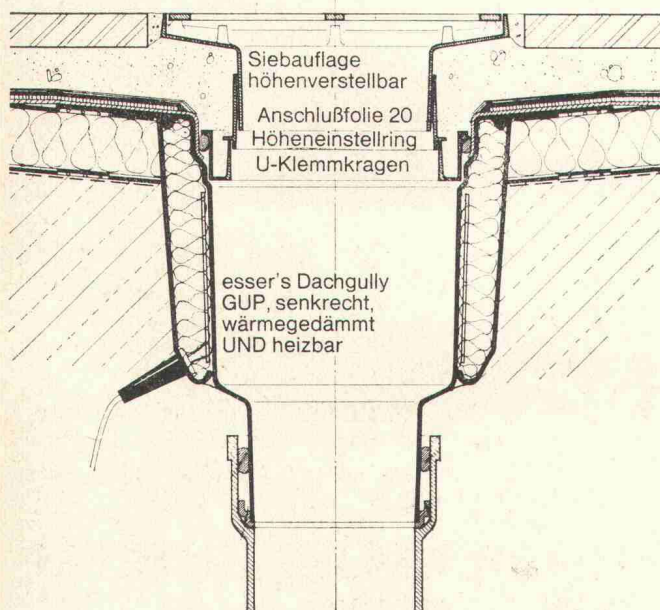 Siebauflage
höhenverstellbar
Anschlußfolie 20
Höheneinstellring
U-Klemmkragen
esser's Dachgully
GUP, senkrecht,
wärmegedämmt
UND heizbar